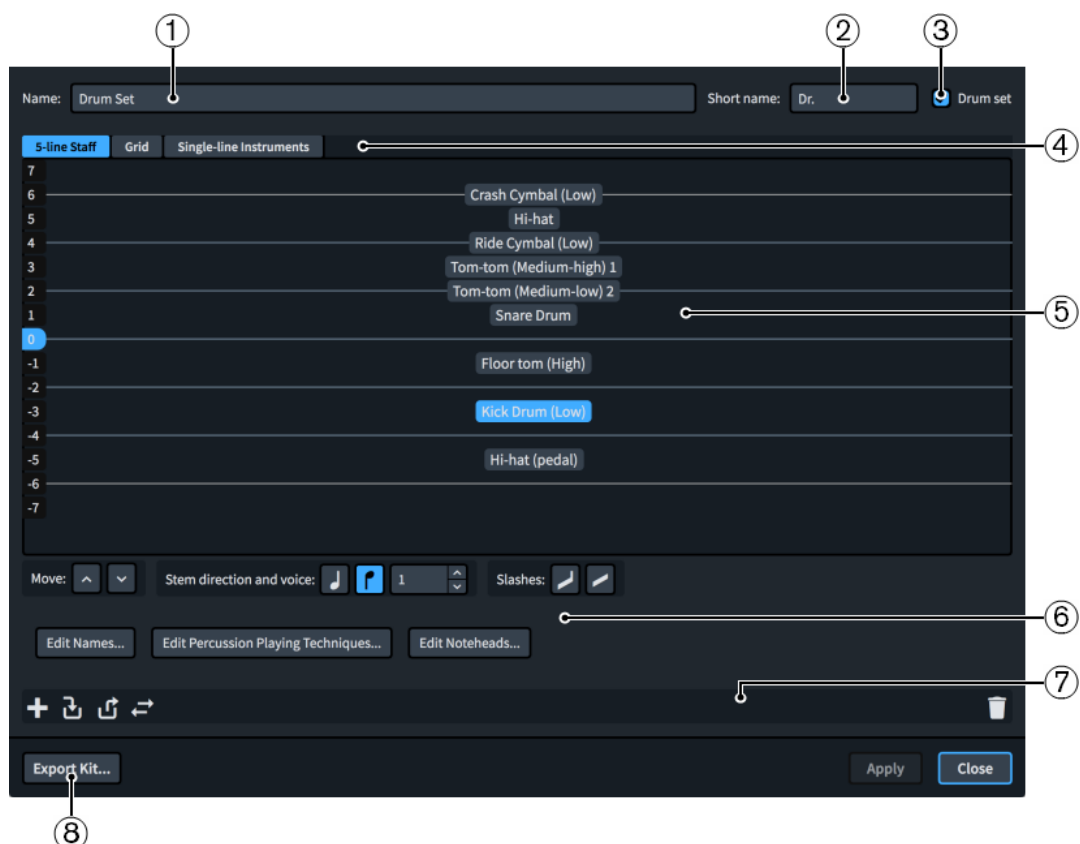 ① ② ③
Name: Drum Set Short name: Dr. Drum set
5-line Staff Grid Single-line Instruments ④
7
6 Crash Cymbal (Low)
5 Hi-hat
4 Ride Cymbal (Low)
3 Tom-tom (Medium-high) 1
2 Tom-tom (Medium-low) 2
1 Snare Drum ⑤
0
-1 Floor tom (High)
-2
-3 Kick Drum (Low)
-4
-5 Hi-hat (pedal)
-6
-7
Move: Stem direction and voice: 1 Slashes:
⑥
Edit Names... Edit Percussion Playing Techniques... Edit Noteheads...
⑦
Export Kit... Apply Close
⑧